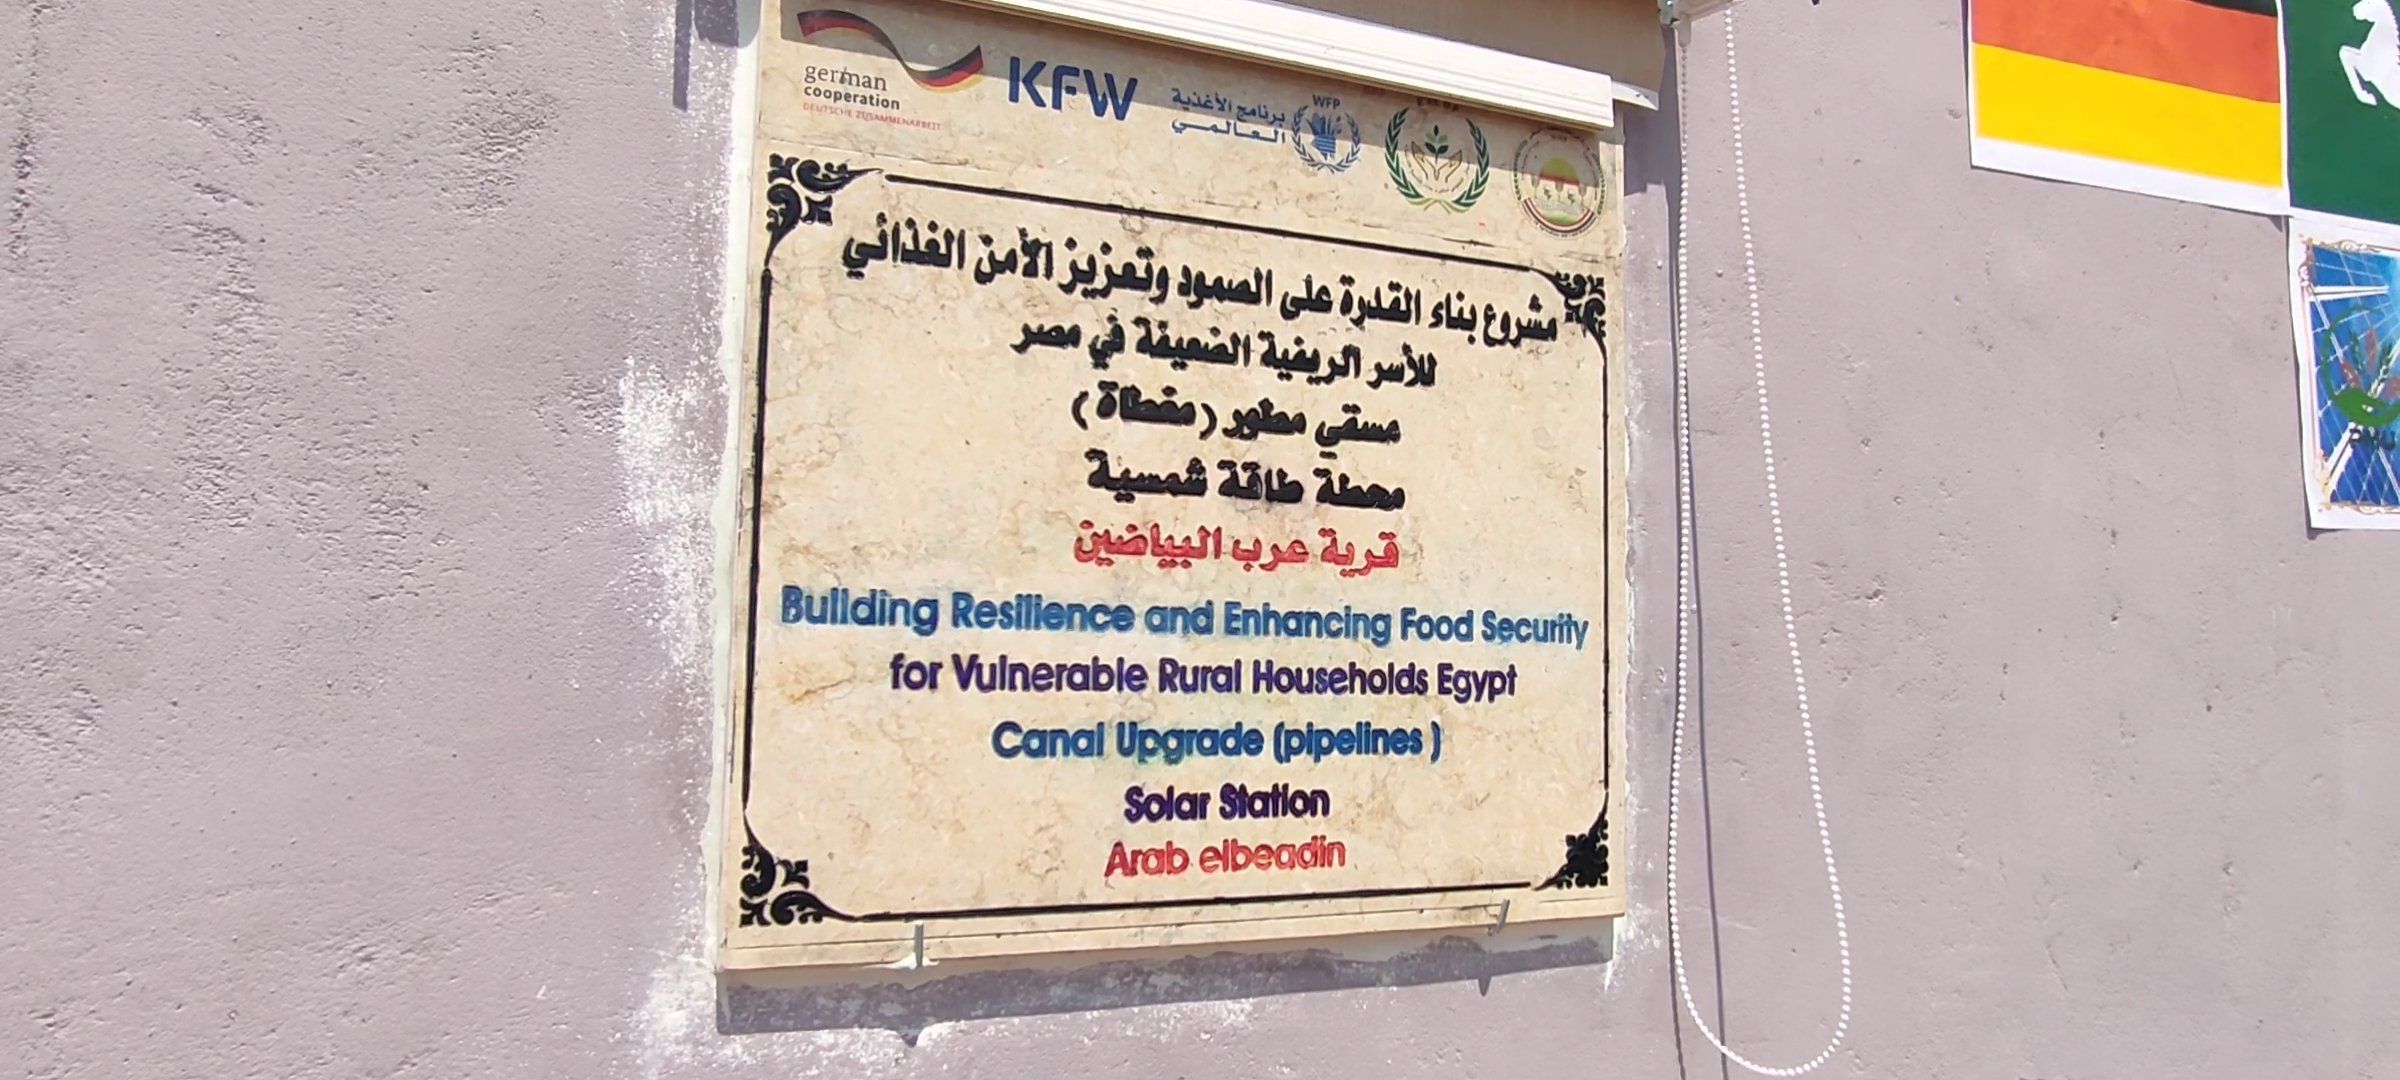 german
cooperation
DEUTSCHE ZUSAMMENARBEIT
KFW
برنامج الأغذية
العالمي
WFP
مشروع بناء القدرة على الصمود وتعزيز الأمن الغذائي
للأسر الريفية الضعيفة في مصر
مسقي مطور (مغطاة)
محطة طاقة شمسية
قرية عرب البياضين
Building Resilience and Enhancing Food Security
for Vulnerable Rural Households Egypt
Canal Upgrade (pipelines )
Solar Station
Arab elbeadin